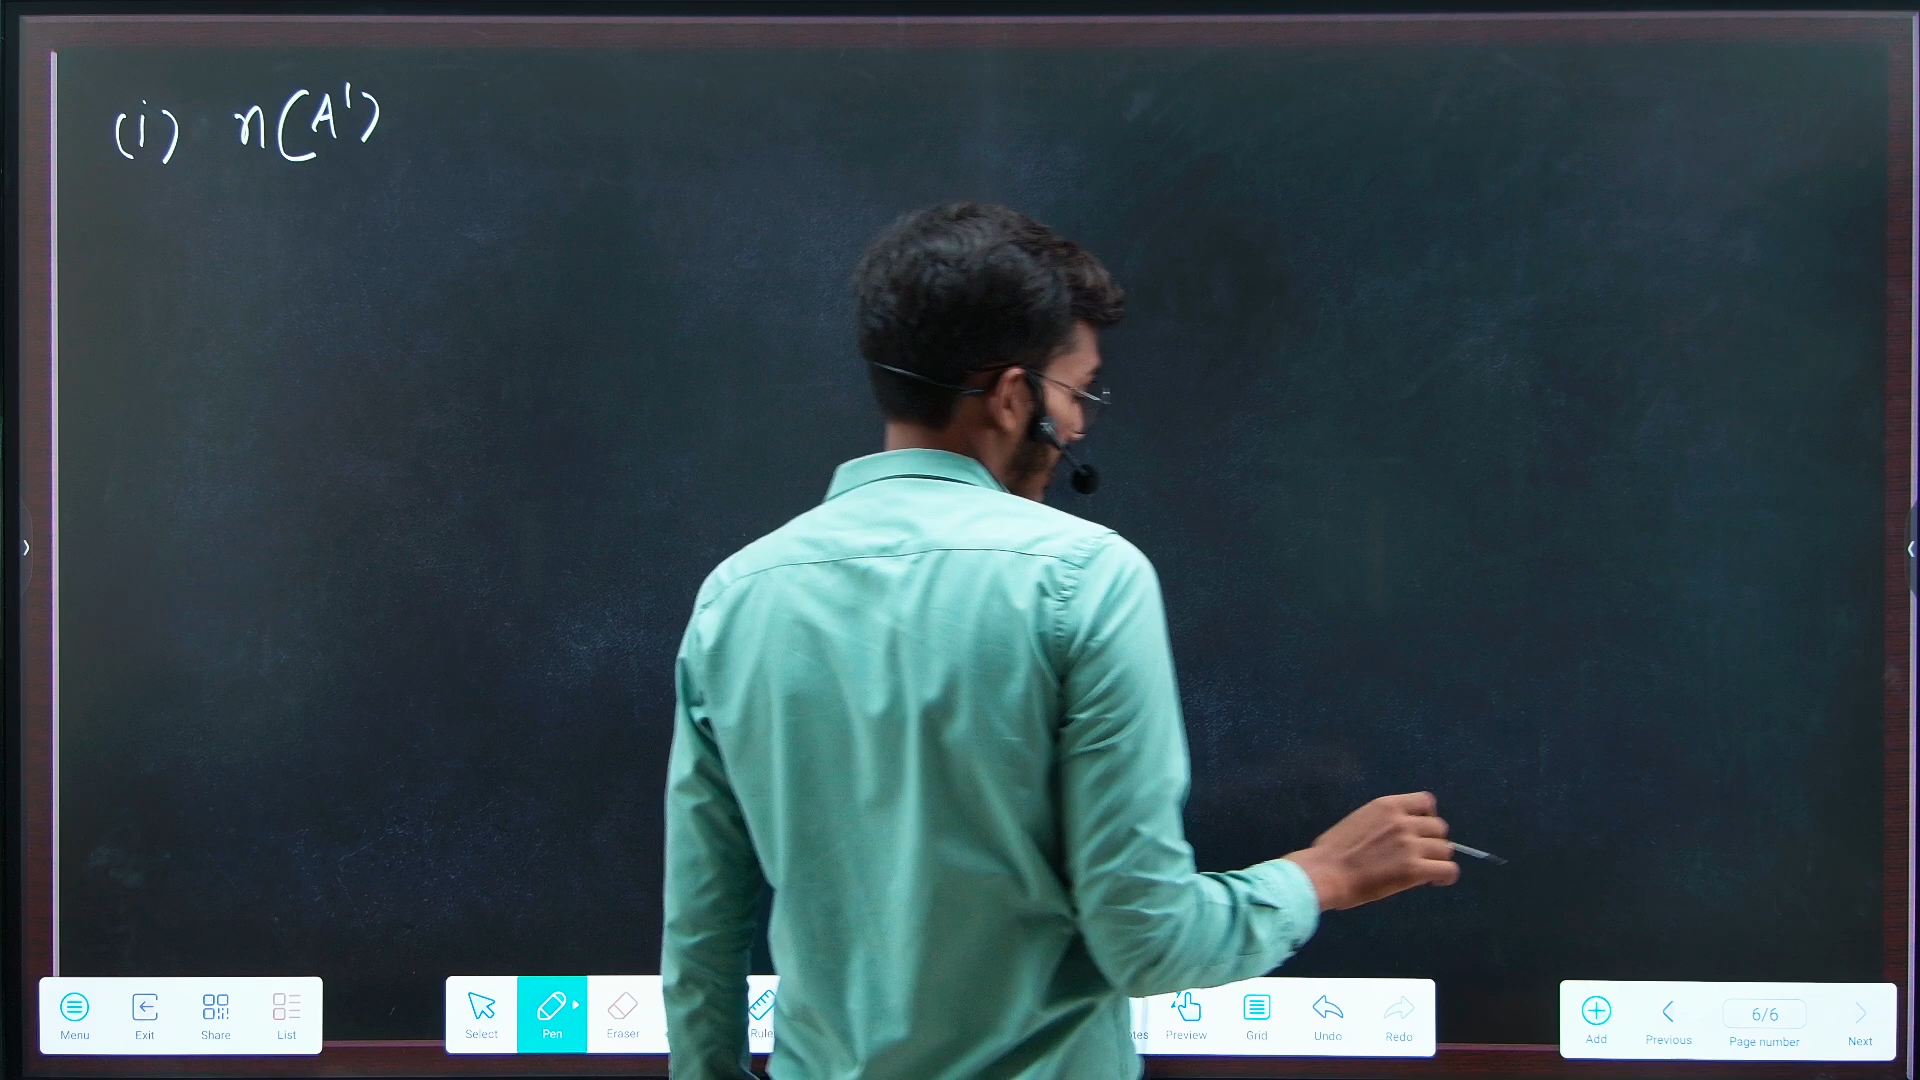 (i) n(A')
Menu
Exit
Share
List
Select
Pen
Eraser
Preview
Grid
Undo
Redo
Add
Previous
6/6
Page number
Next